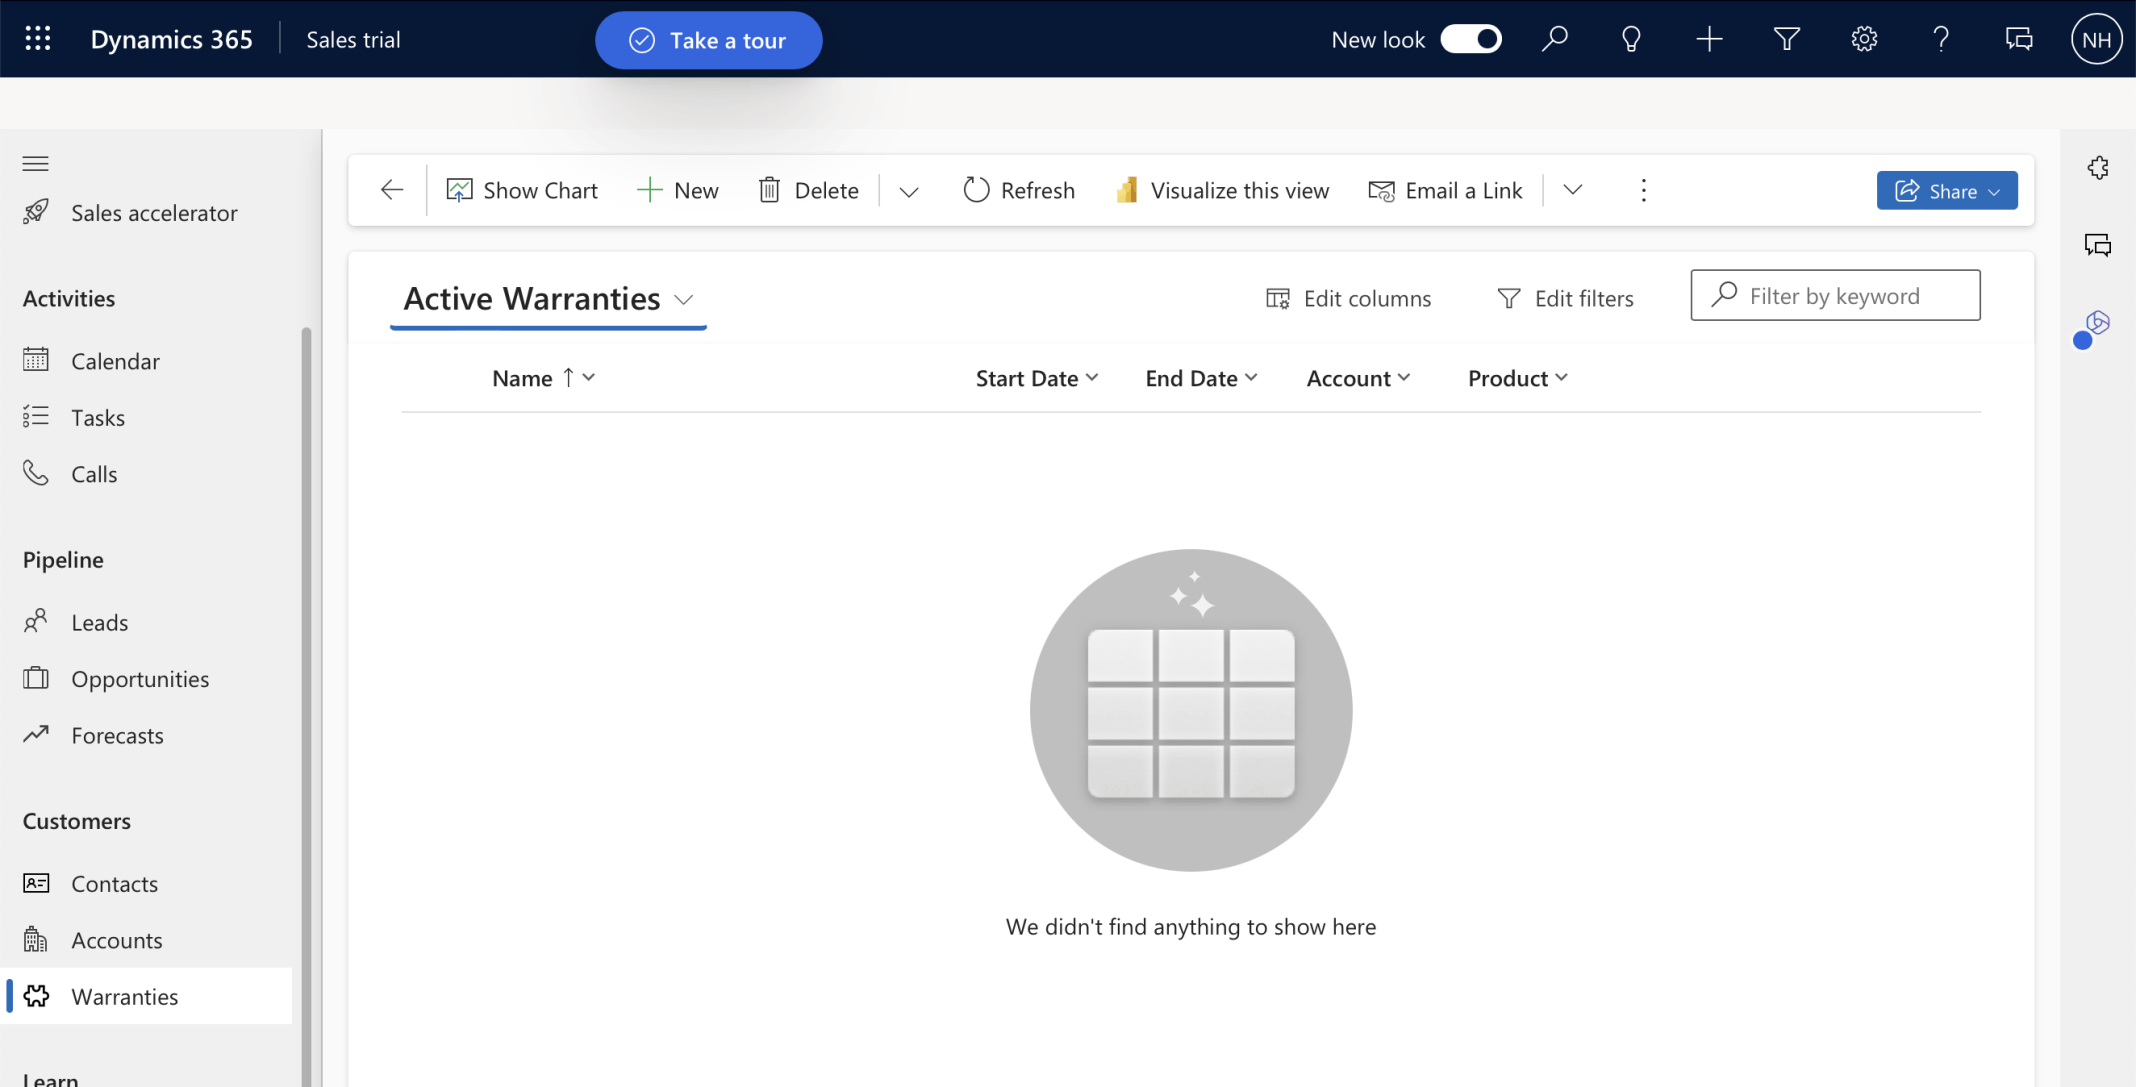 Dynamics 365
Sales trial
Take a tour
New look
NH
Show Chart
New
Delete
Refresh
Visualize this view
Email a Link
Share
Sales accelerator
Activities
Calendar
Tasks
Calls
Pipeline
Leads
Opportunities
Forecasts
Customers
Contacts
Accounts
Warranties
Learn
Active Warranties
Edit columns
Edit filters
Filter by keyword
Name
Start Date
End Date
Account
Product
We didn't find anything to show here